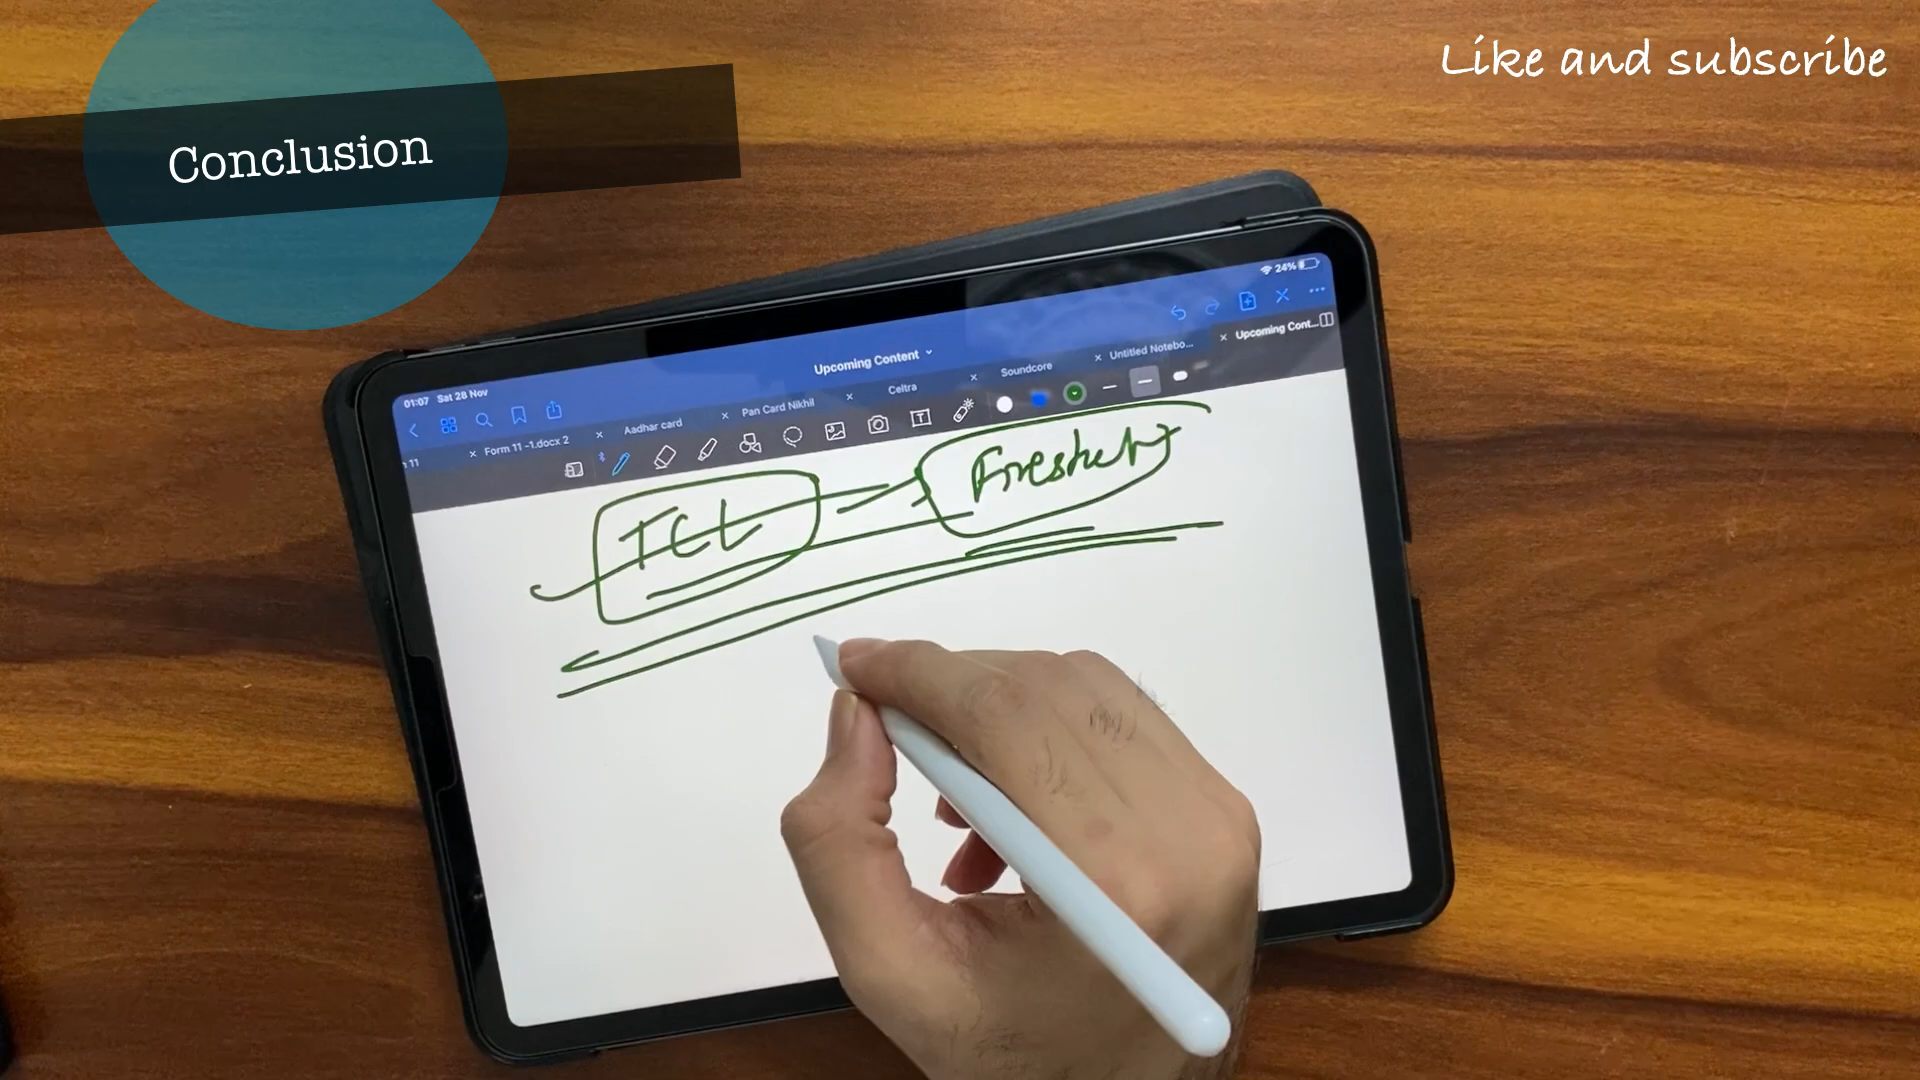 Like and subscribe
Conclusion
24%
01:07 Sat 28 Nov
Upcoming Content
11
Form 11 -1.docx 2
Aadhar card
Pan Card Nikhil
Celtra
Soundcore
Untitled Notebo...
Upcoming Cont...
TCL